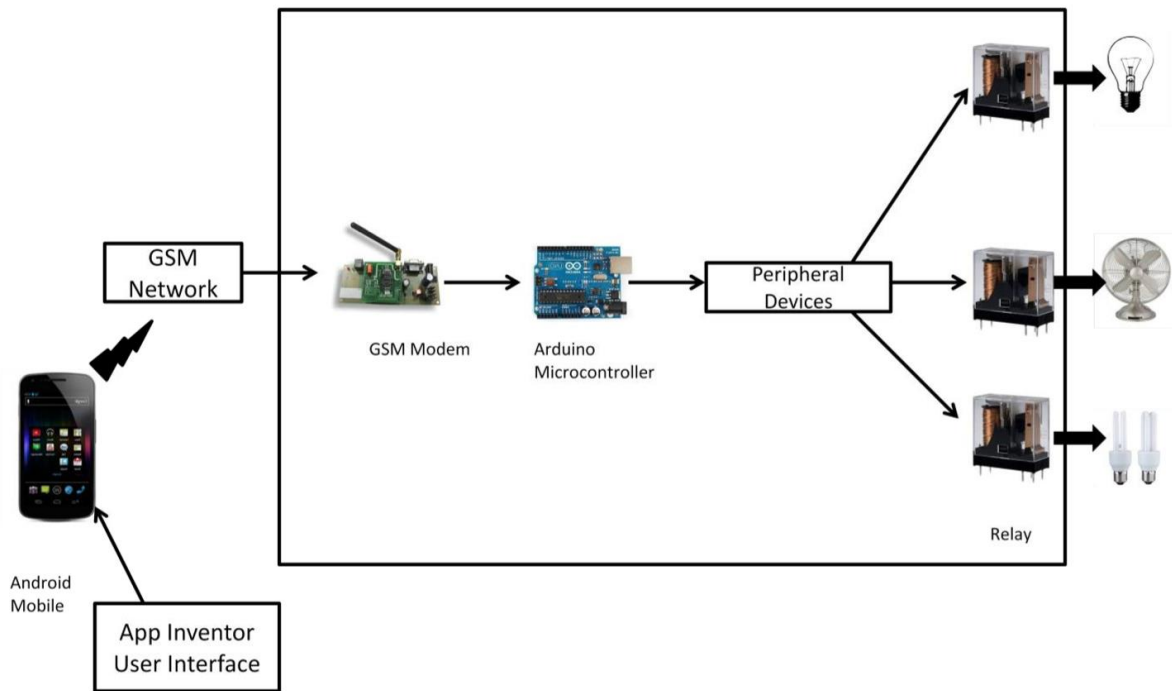 GSM
Network
GSM Modem
Arduino
Microcontroller
Peripheral
Devices
Relay
Android
Mobile
App Inventor
User Interface